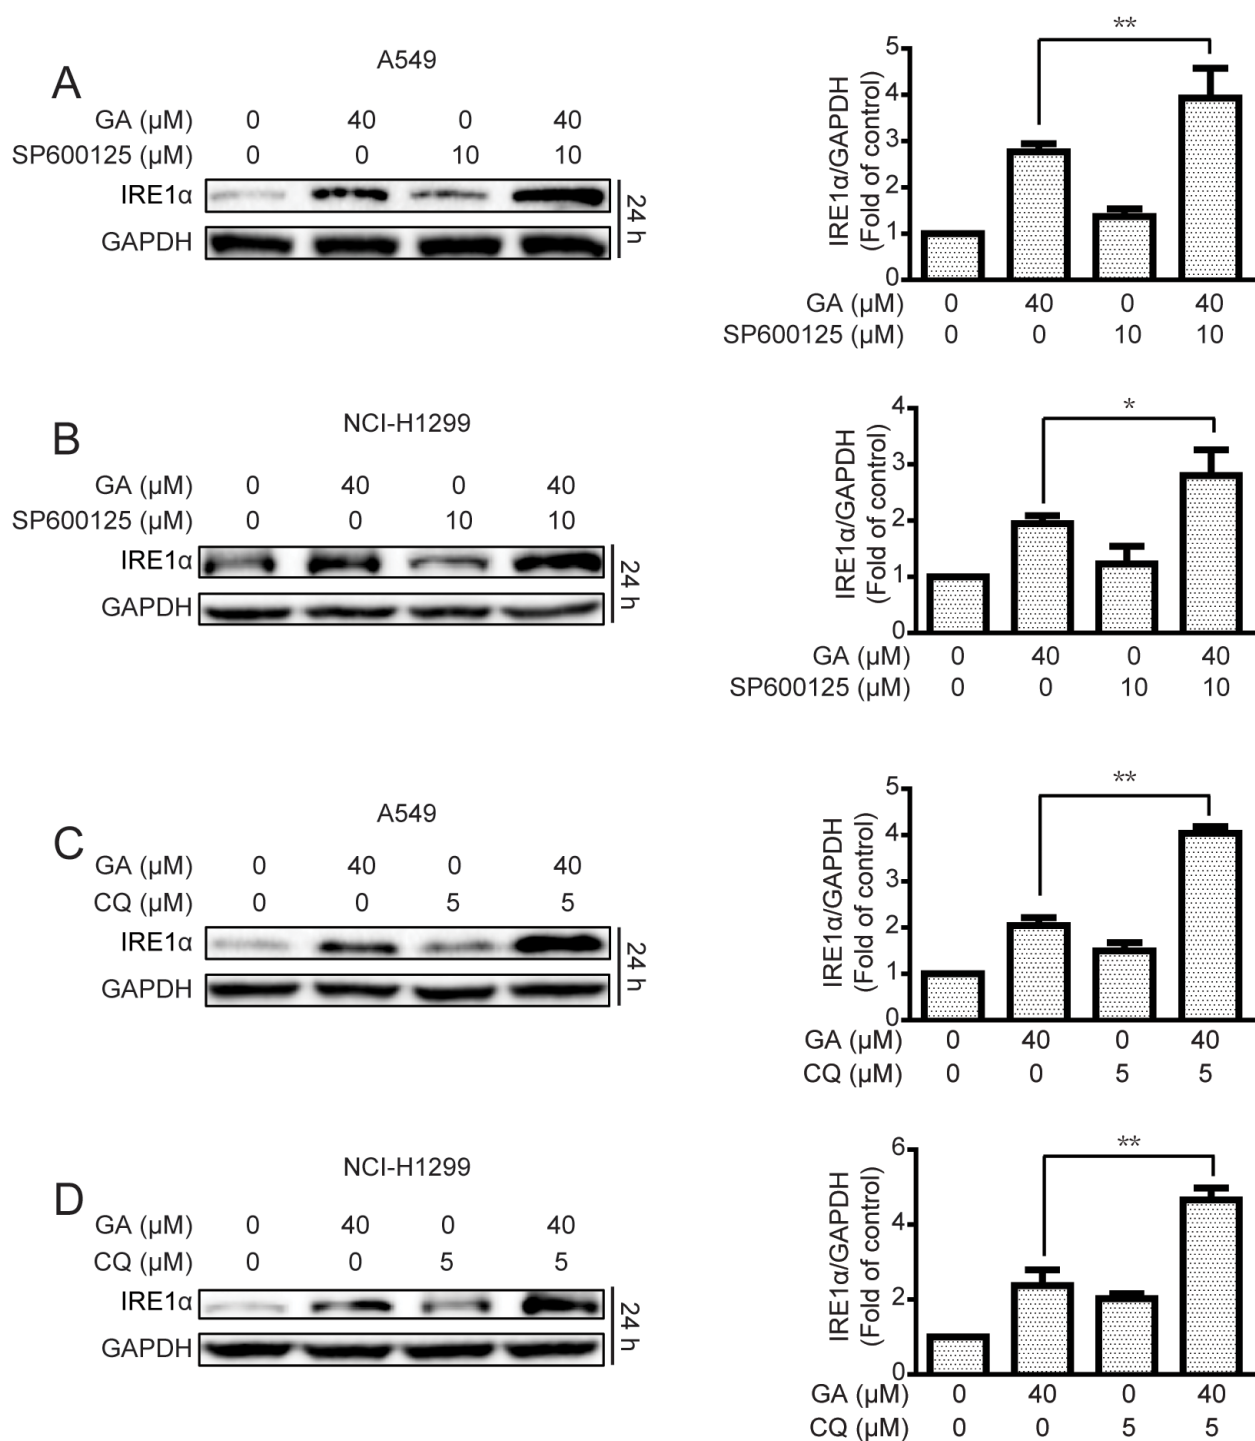 A
A549
GA (µM) 0 40 0 40
SP600125 (µM) 0 0 10 10
IRE1α
GAPDH
24 h
IRE1α/GAPDH
(Fold of control)
5
4
3
2
1
0
**
GA (µM) 0 40 0 40
SP600125 (µM) 0 0 10 10
B
NCI-H1299
GA (µM) 0 40 0 40
SP600125 (µM) 0 0 10 10
IRE1α
GAPDH
24 h
IRE1α/GAPDH
(Fold of control)
4
3
2
1
0
*
GA (µM) 0 40 0 40
SP600125 (µM) 0 0 10 10
C
A549
GA (µM) 0 40 0 40
CQ (µM) 0 0 5 5
IRE1α
GAPDH
24 h
IRE1α/GAPDH
(Fold of control)
5
4
3
2
1
0
**
GA (µM) 0 40 0 40
CQ (µM) 0 0 5 5
D
NCI-H1299
GA (µM) 0 40 0 40
CQ (µM) 0 0 5 5
IRE1α
GAPDH
24 h
IRE1α/GAPDH
(Fold of control)
6
4
2
0
**
GA (µM) 0 40 0 40
CQ (µM) 0 0 5 5